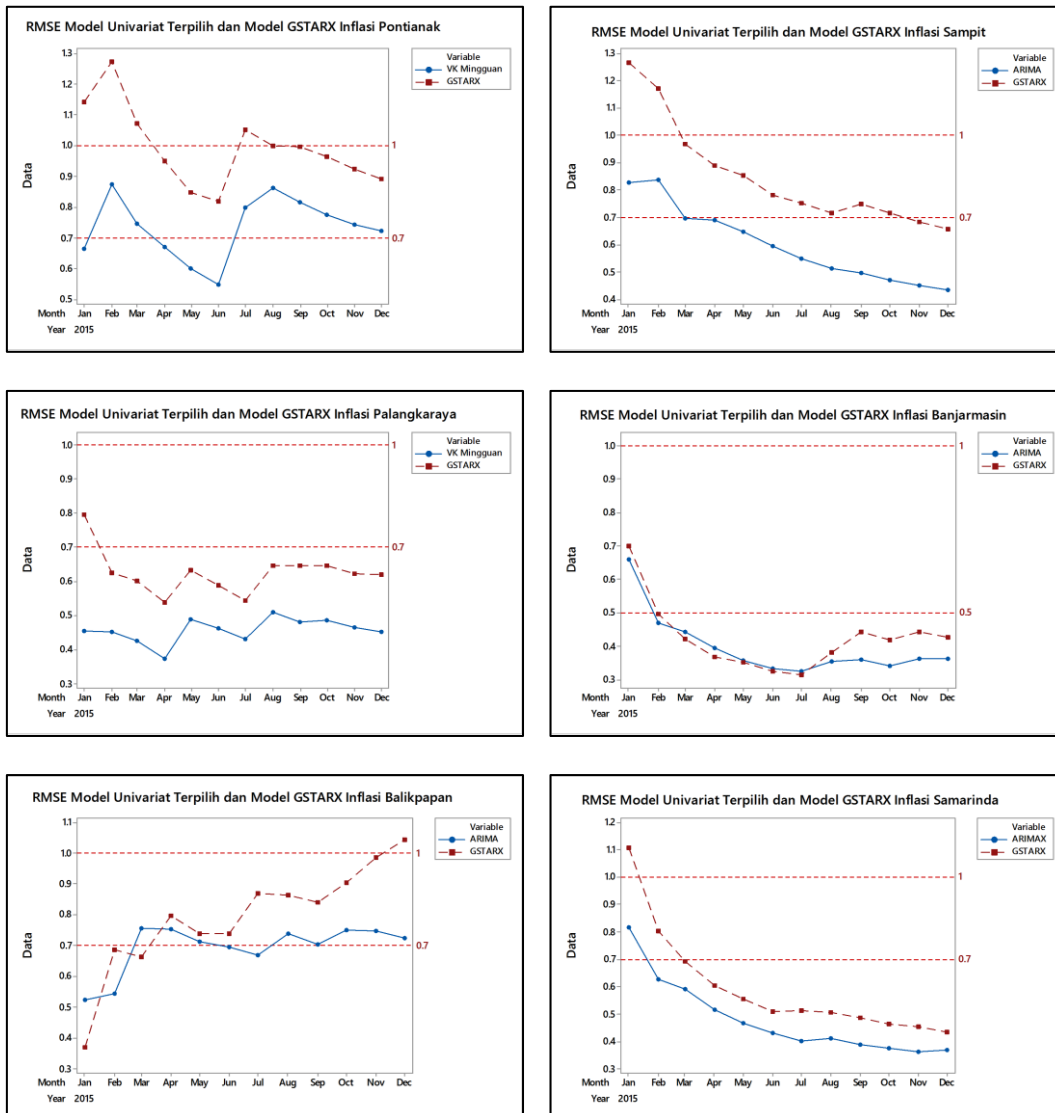 RMSE Model Univariat Terpilih dan Model GSTARX Inflasi Pontianak
Variable
VK Mingguan
GSTARX
1.3
1.2
1.1
1.0
0.9
0.8
0.7
0.6
0.5
1
0.7
Data
Month Jan Feb Mar Apr May Jun Jul Aug Sep Oct Nov Dec
Year 2015
RMSE Model Univariat Terpilih dan Model GSTARX Inflasi Sampit
Variable
ARIMA
GSTARX
1.3
1.2
1.1
1.0
0.9
0.8
0.7
0.6
0.5
0.4
1
0.7
Data
Month Jan Feb Mar Apr May Jun Jul Aug Sep Oct Nov Dec
Year 2015
RMSE Model Univariat Terpilih dan Model GSTARX Inflasi Palangkaraya
Variable
VK Mingguan
GSTARX
1.0
0.9
0.8
0.7
0.6
0.5
0.4
0.3
1
0.7
Data
Month Jan Feb Mar Apr May Jun Jul Aug Sep Oct Nov Dec
Year 2015
RMSE Model Univariat Terpilih dan Model GSTARX Inflasi Banjarmasin
Variable
ARIMA
GSTARX
1.0
0.9
0.8
0.7
0.6
0.5
0.4
0.3
1
0.5
Data
Month Jan Feb Mar Apr May Jun Jul Aug Sep Oct Nov Dec
Year 2015
RMSE Model Univariat Terpilih dan Model GSTARX Inflasi Balikpapan
Variable
ARIMA
GSTARX
1.1
1.0
0.9
0.8
0.7
0.6
0.5
0.4
0.3
1
0.7
Data
Month Jan Feb Mar Apr May Jun Jul Aug Sep Oct Nov Dec
Year 2015
RMSE Model Univariat Terpilih dan Model GSTARX Inflasi Samarinda
Variable
ARIMAX
GSTARX
1.2
1.1
1.0
0.9
0.8
0.7
0.6
0.5
0.4
0.3
1
0.7
Data
Month Jan Feb Mar Apr May Jun Jul Aug Sep Oct Nov Dec
Year 2015